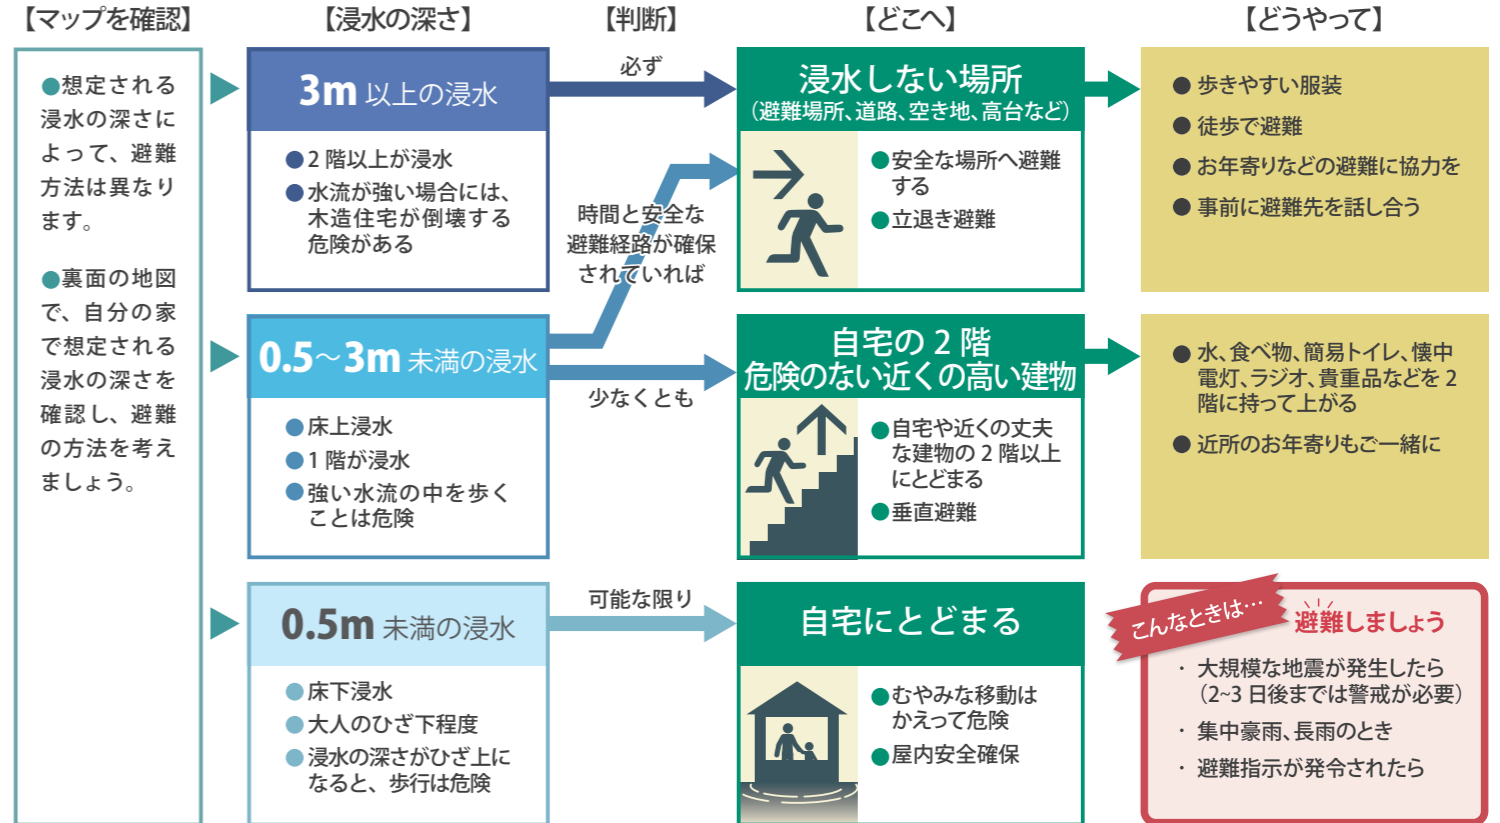 【マップを確認】
【浸水の深さ】
【判断】
【どこへ】
【どうやって】
●想定される
浸水の深さに
よって、避難
方法は異なり
ます。
●裏面の地図
で、自分の家
で想定される
浸水の深さを
確認し、避難
の方法を考え
ましょう。
3m 以上の浸水
●2 階以上が浸水
●水流が強い場合には、
木造住宅が倒壊する
危険がある
必ず
浸水しない場所
(避難場所、道路、空き地、高台など)
●安全な場所へ避難
する
●立退き避難
●歩きやすい服装
●徒歩で避難
●お年寄りなどの避難に協力を
●事前に避難先を話し合う
時間と安全な
避難経路が確保
されていれば
0.5～3m 未満の浸水
●床上浸水
●1 階が浸水
●強い水流の中を歩く
ことは危険
少なくとも
自宅の 2 階
危険のない近くの高い建物
●自宅や近くの丈夫
な建物の 2 階以上
にとどまる
●垂直避難
●水、食べ物、簡易トイレ、懐中
電灯、ラジオ、貴重品などを 2
階に持って上がる
●近所のお年寄りもご一緒に
0.5m 未満の浸水
●床下浸水
●大人のひざ下程度
●浸水の深さがひざ上に
なると、歩行は危険
可能な限り
自宅にとどまる
●むやみな移動は
かえって危険
●屋内安全確保
こんなときは…
避難しましょう
・大規模な地震が発生したら
(2~3 日後までは警戒が必要)
・集中豪雨、長雨のとき
・避難指示が発令されたら